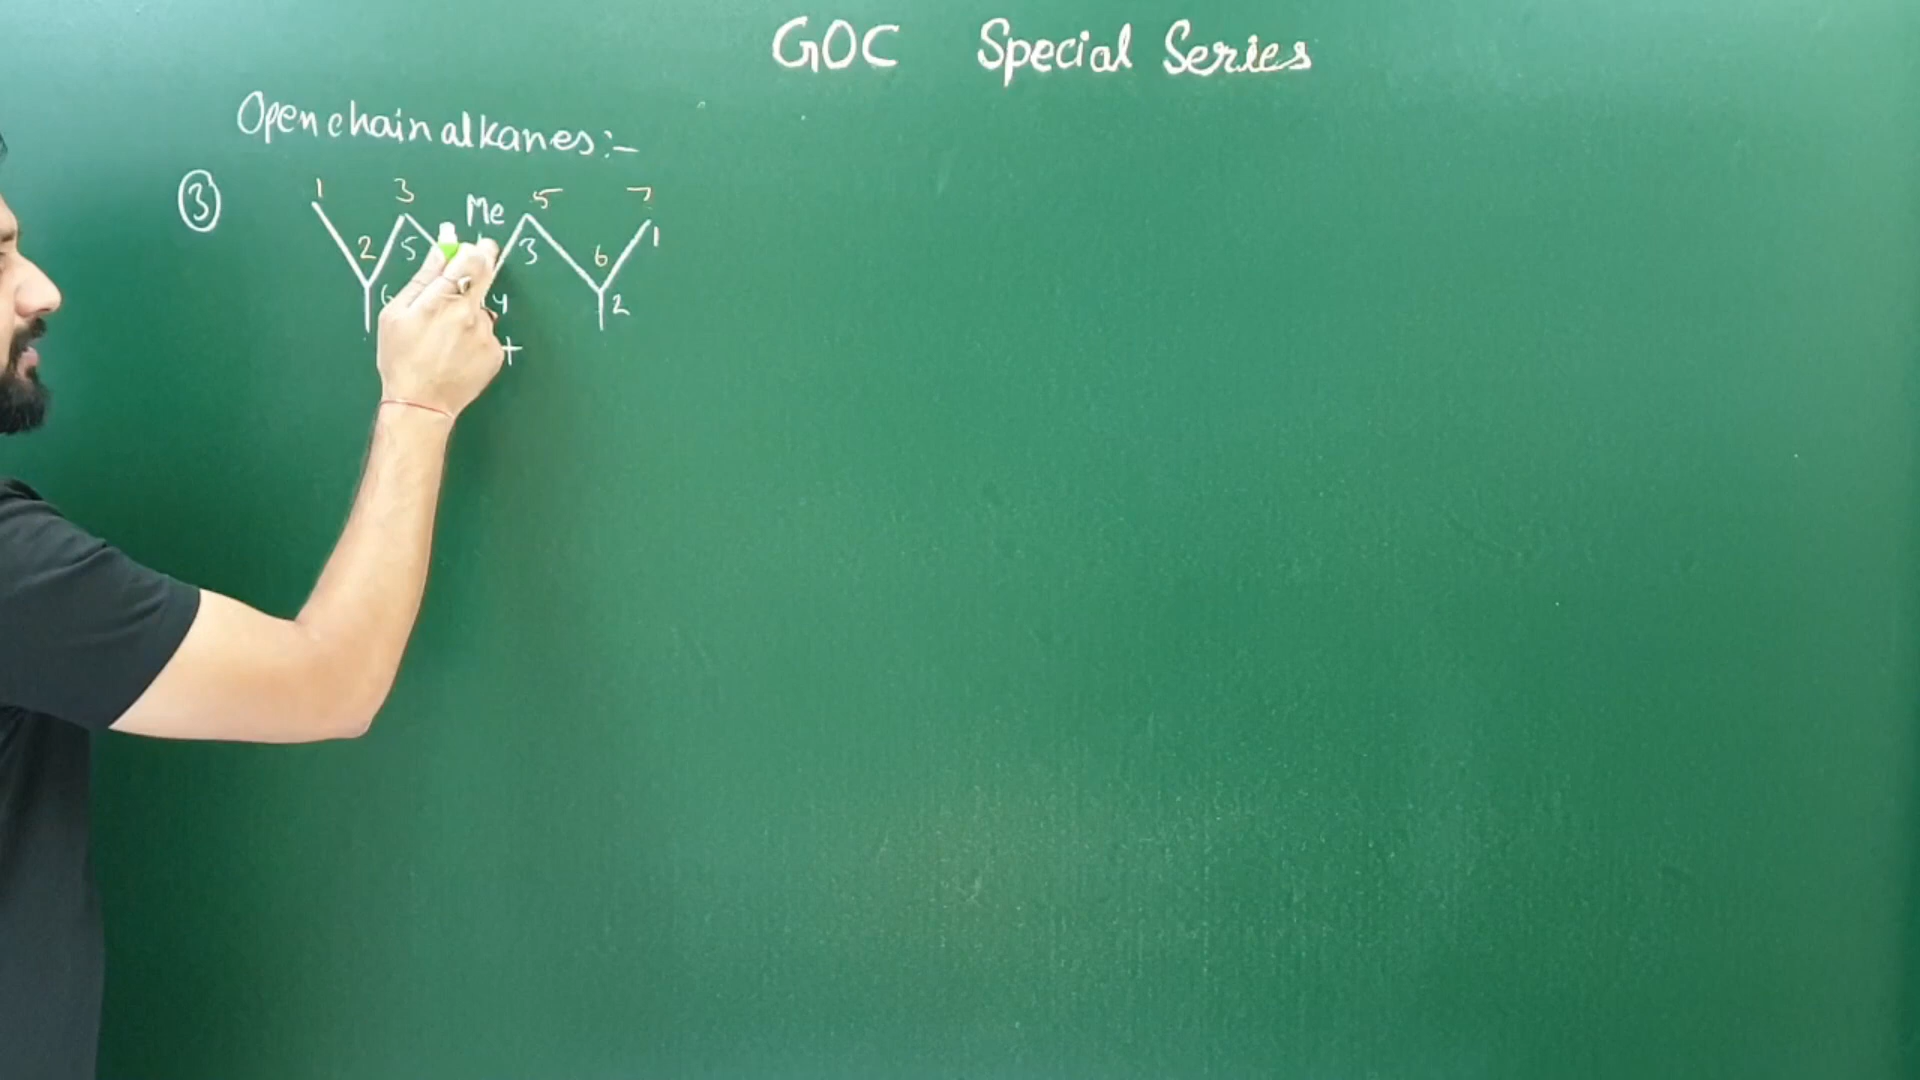 GOC Special Series
Open chain alkanes:-
③
1 3 Me 5 7
2 5 3 6 1
4 2